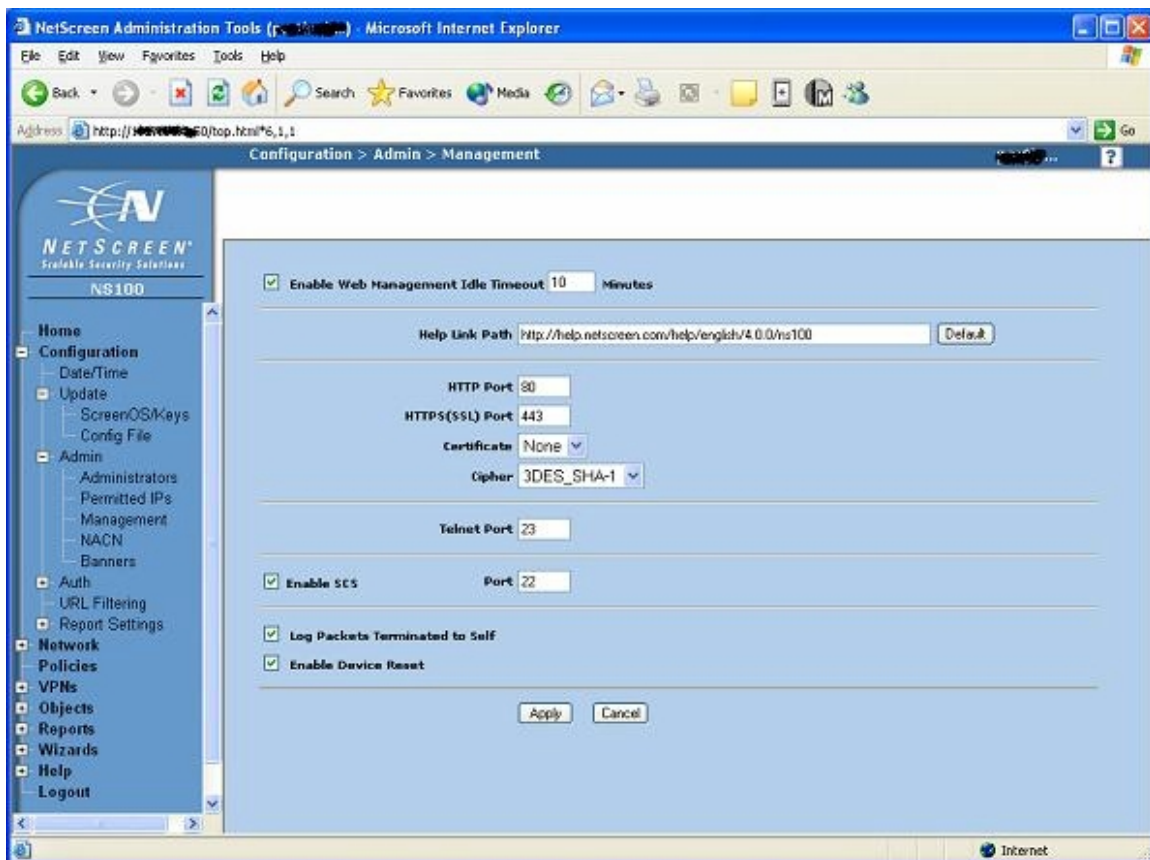 NetScreen Administration Tools ( ) - Microsoft Internet Explorer
File Edit View Favorites Tools Help
Back Search Favorites Media
Address http:// 50/top.html*6,1,1 Go
Configuration > Admin > Management ... ?
N
NETSCREEN
Scalable Security Solutions
NS100
Home
Configuration
Date/Time
Update
ScreenOS/Keys
Config File
Admin
Administrators
Permitted IPs
Management
NACN
Banners
Auth
URL Filtering
Report Settings
Network
Policies
VPNs
Objects
Reports
Wizards
Help
Logout
Enable Web Management Idle Timeout 10 Minutes
Help Link Path http://help.netscreen.com/help/english/4.0.0/ns100 Default
HTTP Port 80
HTTPS(SSL) Port 443
Certificate None
Cipher 3DES_SHA-1
Telnet Port 23
Enable SCS Port 22
Log Packets Terminated to Self
Enable Device Reset
Apply Cancel
Internet